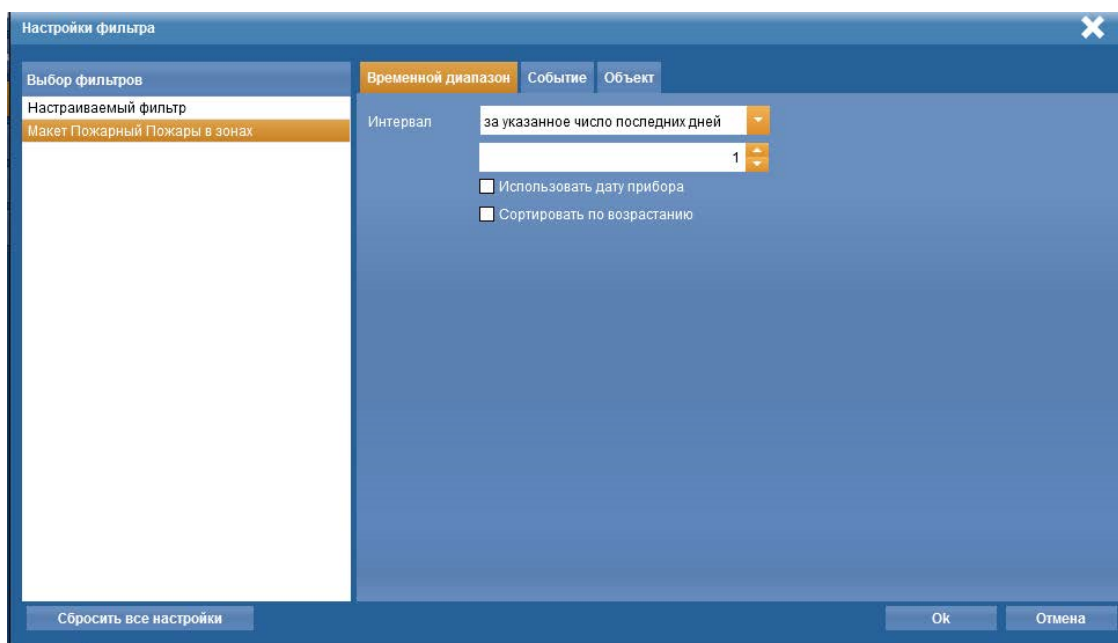 Настройки фильтра
Выбор фильтров
Настраиваемый фильтр
Макет Пожарный Пожары в зонах
Временной диапазон Событие Объект
Интервал за указанное число последних дней
1
Использовать дату прибора
Сортировать по возрастанию
Сбросить все настройки Ok Отмена